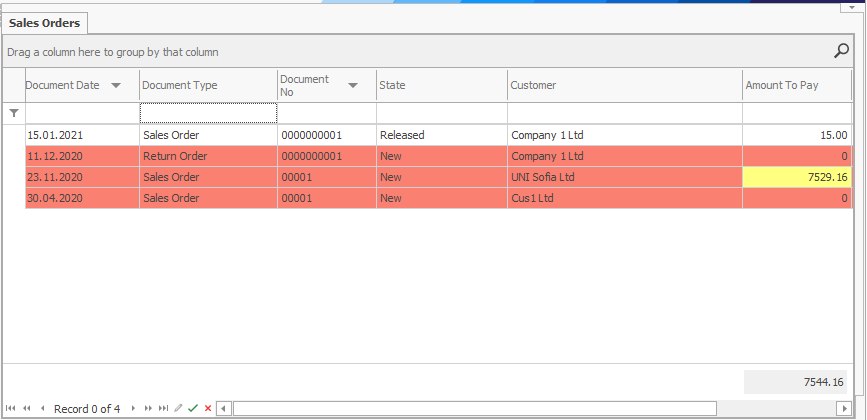 Sales Orders
Drag a column here to group by that column
Document Date Document Type Document No State Customer Amount To Pay
15.01.2021 Sales Order 0000000001 Released Company 1 Ltd 15.00
11.12.2020 Return Order 0000000001 New Company 1 Ltd 0
23.11.2020 Sales Order 00001 New UNI Sofia Ltd 7529.16
30.04.2020 Sales Order 00001 New Cus1 Ltd 0
7544.16
Record 0 of 4